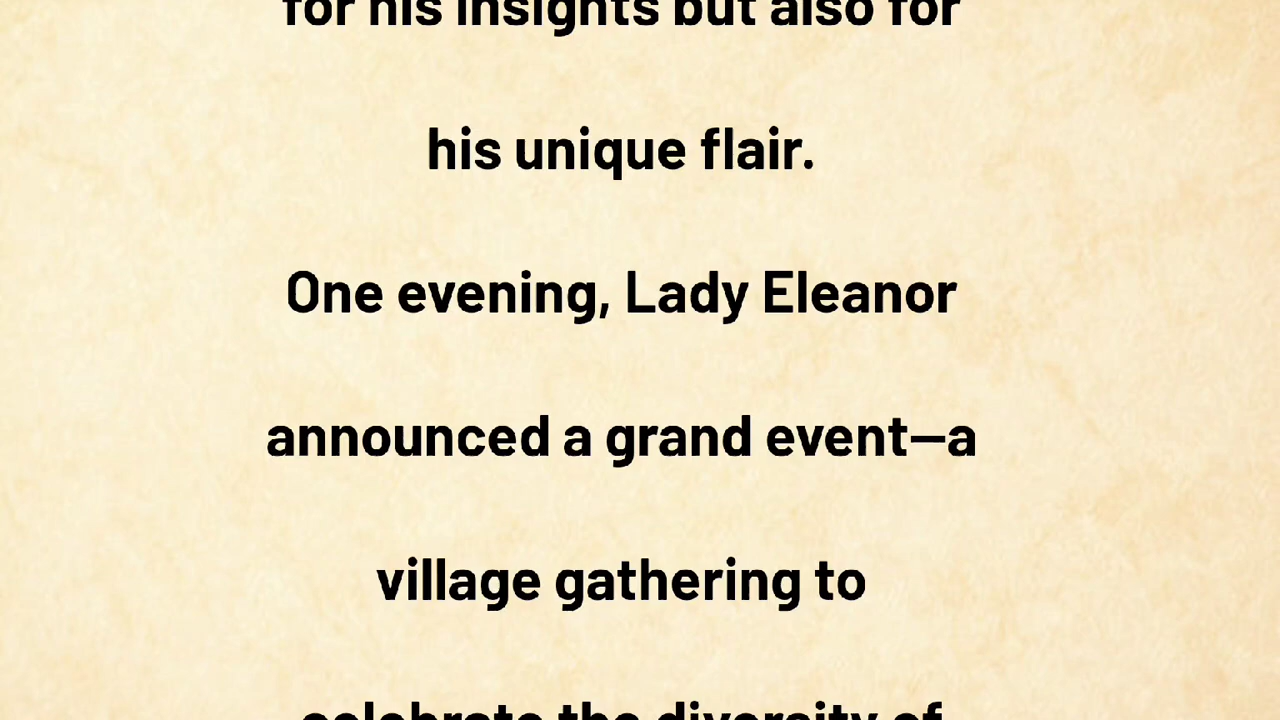 for his insights but also for
his unique flair.
One evening, Lady Eleanor
announced a grand event—a
village gathering to
celebrate the diversity of